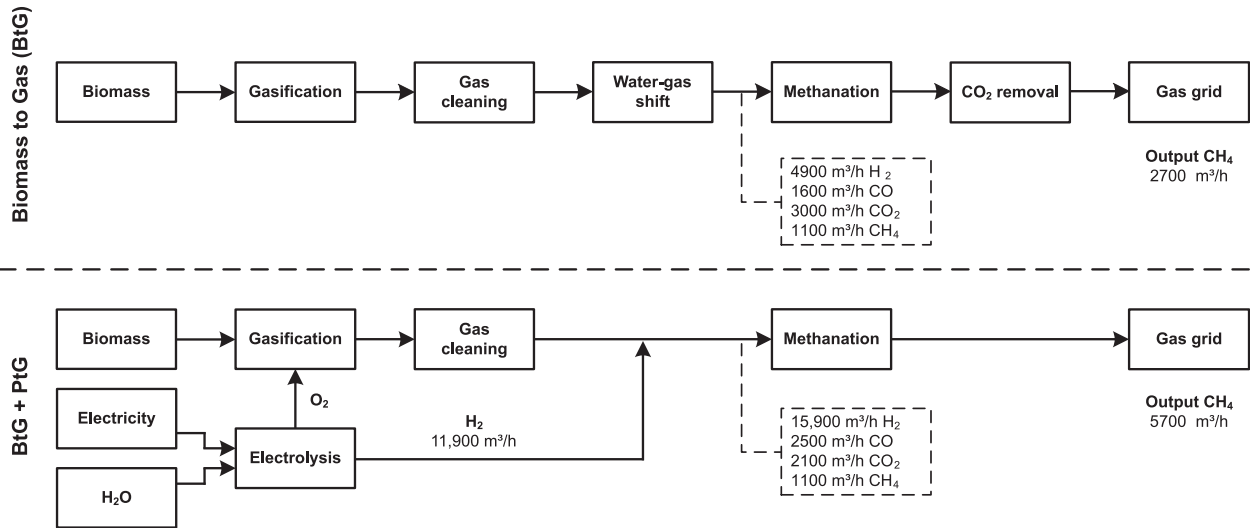 Biomass to Gas (BtG)
Biomass
Gasification
Gas
cleaning
Water-gas
shift
Methanation
CO₂ removal
Gas grid
Output CH₄
2700 m³/h
4900 m³/h H₂
1600 m³/h CO
3000 m³/h CO₂
1100 m³/h CH₄
BtG + PtG
Biomass
Gasification
Gas
cleaning
Methanation
Gas grid
Electricity
O₂
H₂
11,900 m³/h
Output CH₄
5700 m³/h
Electrolysis
H₂O
15,900 m³/h H₂
2500 m³/h CO
2100 m³/h CO₂
1100 m³/h CH₄